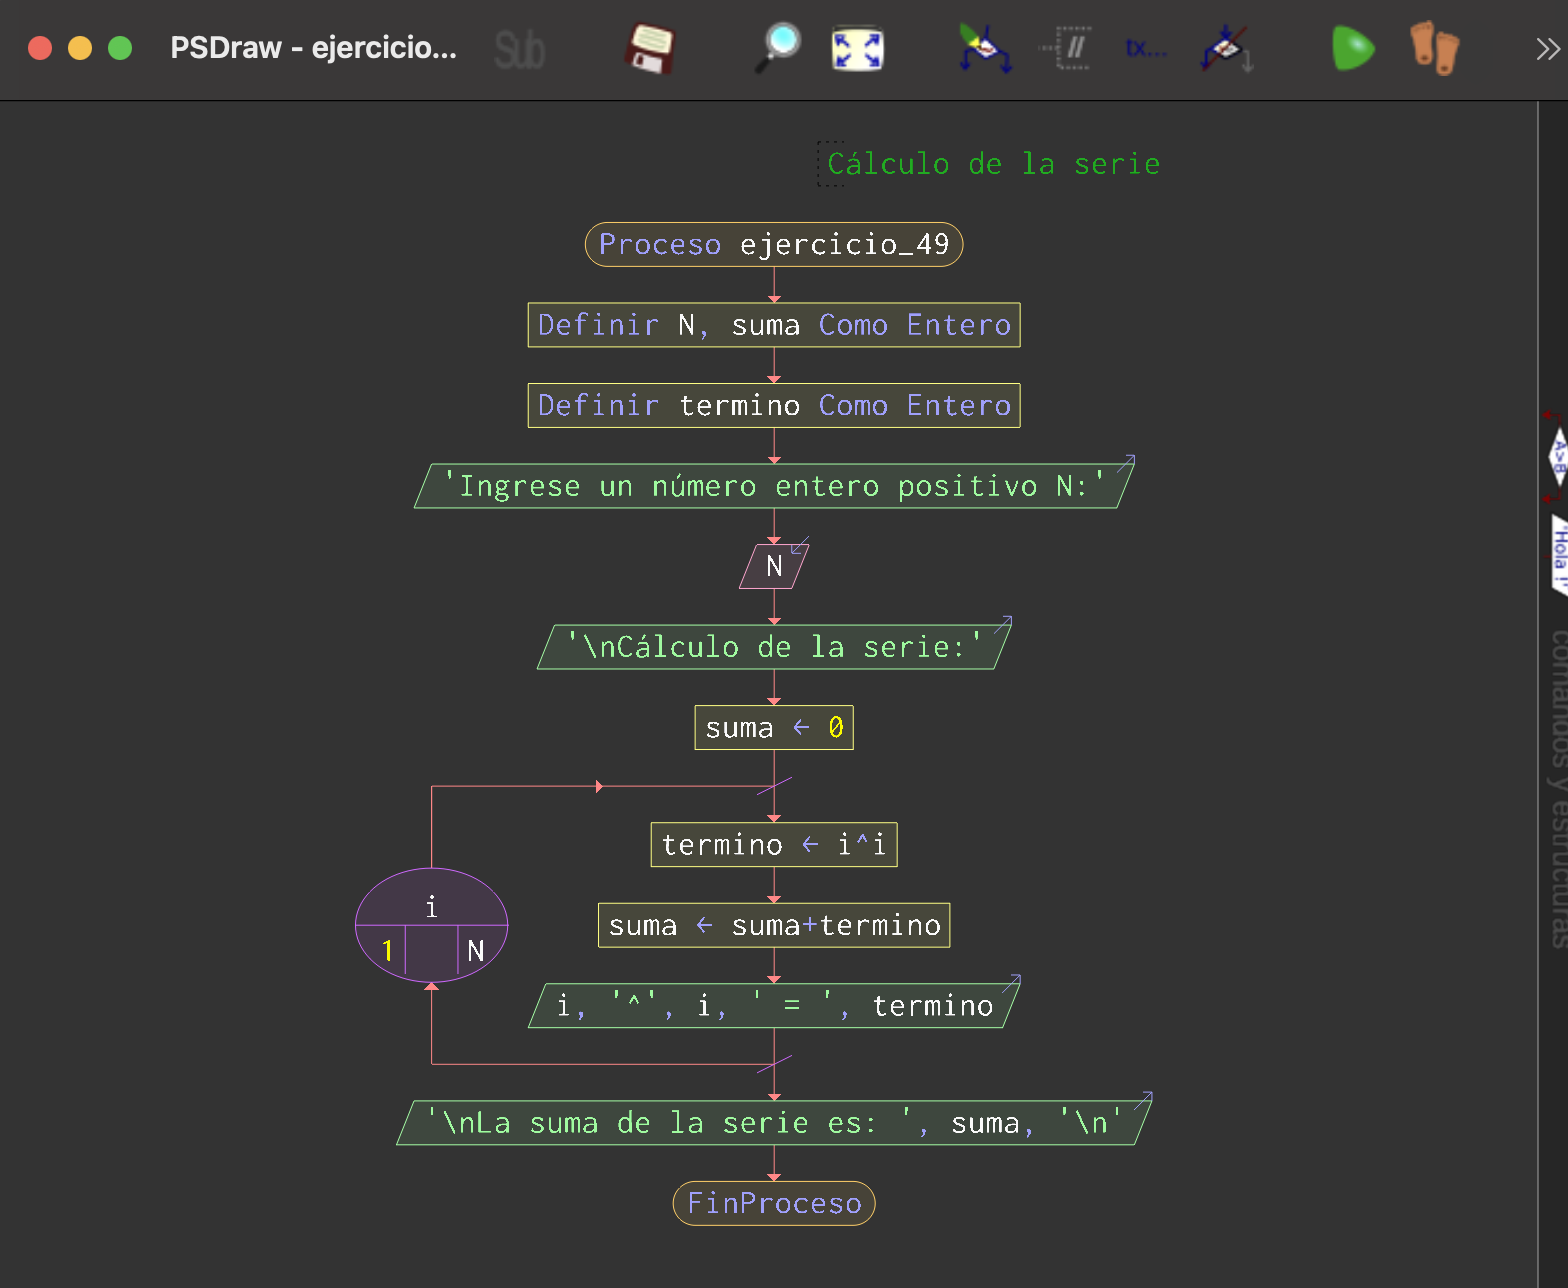 PSDraw - ejercicio...
Sub
//
tx...
Cálculo de la serie
Proceso ejercicio_49
Definir N, suma Como Entero
Definir termino Como Entero
'Ingrese un número entero positivo N:'
N
'\nCálculo de la serie:'
suma ← 0
termino ← i^i
i
1 N
suma ← suma+termino
i, '^', i, ' = ', termino
'\nLa suma de la serie es: ', suma, '\n'
FinProceso
A>B
"Hola !"
comandos y estructuras